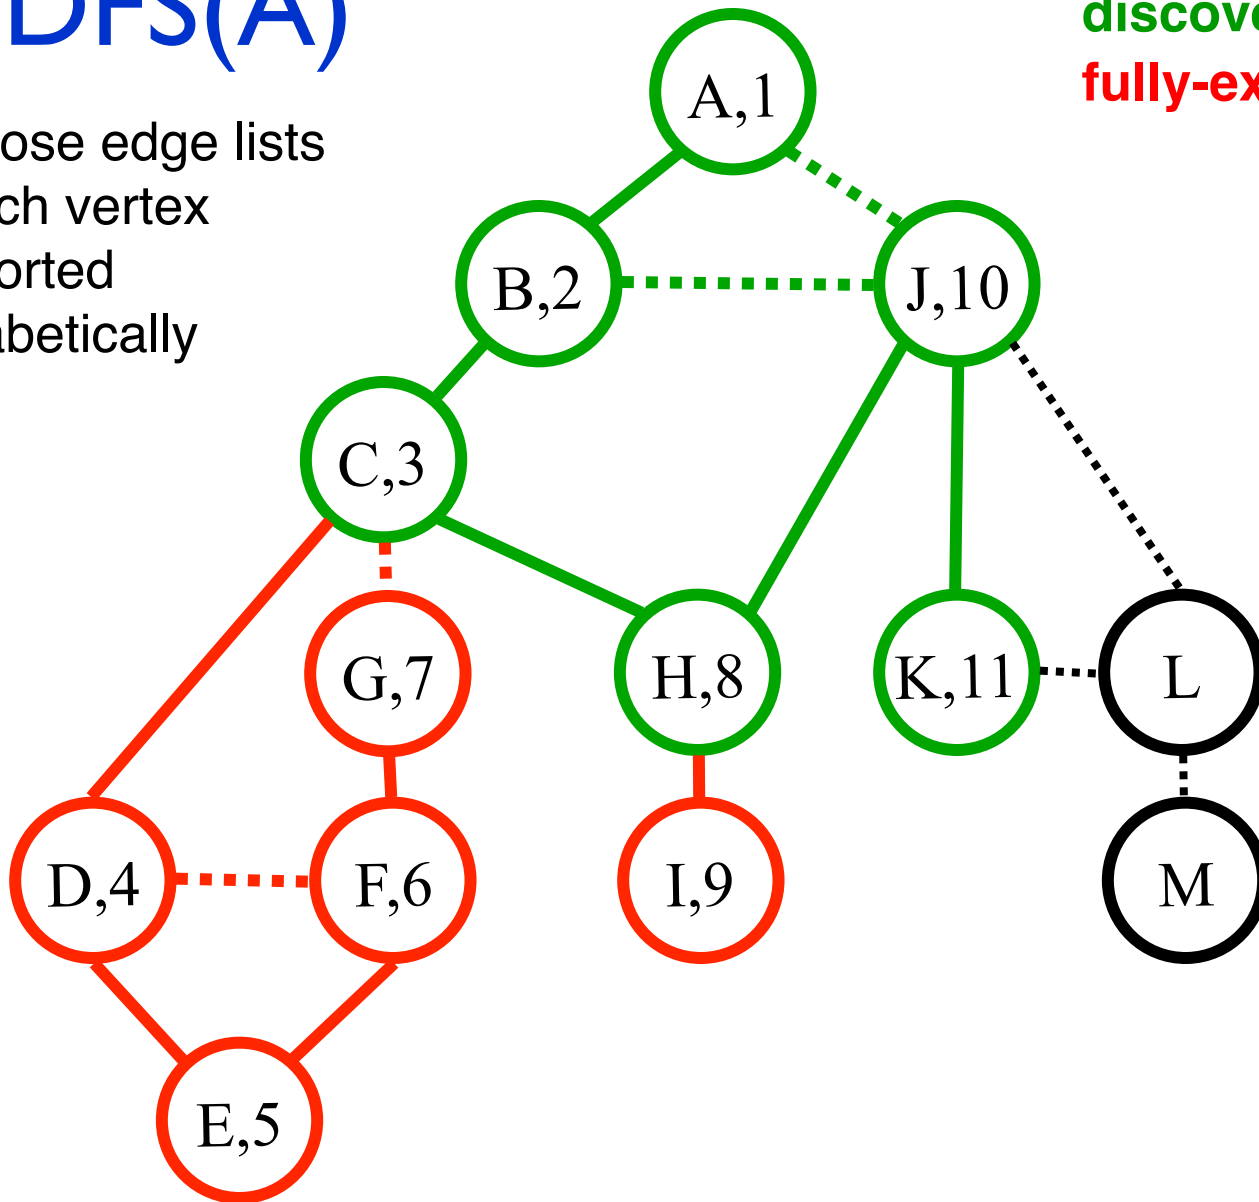 DFS(A)
discove
fully-ex
ose edge lists
ch vertex
orted
abetically
A,1
B,2
J,10
C,3
G,7
H,8
K,11
L
D,4
F,6
I,9
M
E,5